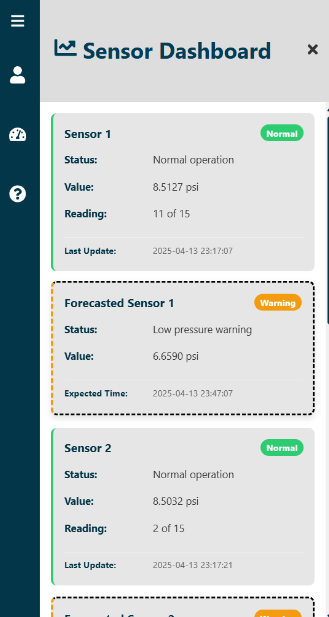 Sensor Dashboard
Sensor 1 Normal
Status: Normal operation
Value: 8.5127 psi
Reading: 11 of 15
Last Update: 2025-04-13 23:17:07
Forecasted Sensor 1 Warning
Status: Low pressure warning
Value: 6.6590 psi
Expected Time: 2025-04-13 23:47:07
Sensor 2 Normal
Status: Normal operation
Value: 8.5032 psi
Reading: 2 of 15
Last Update: 2025-04-13 23:17:21